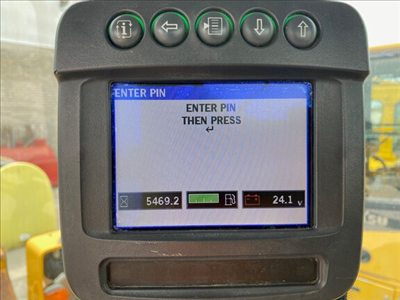 ENTER PIN
ENTER PIN
THEN PRESS
↵
5469.2
24.1 v